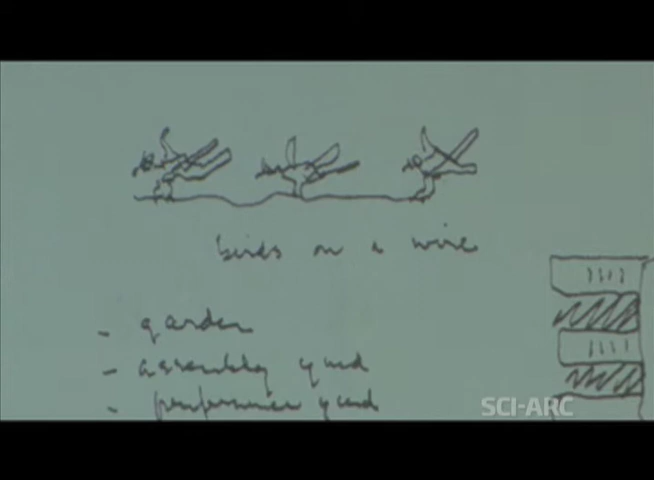 birds on a wire
- garden
- assembly yard
- performance yard
SCI-ARC